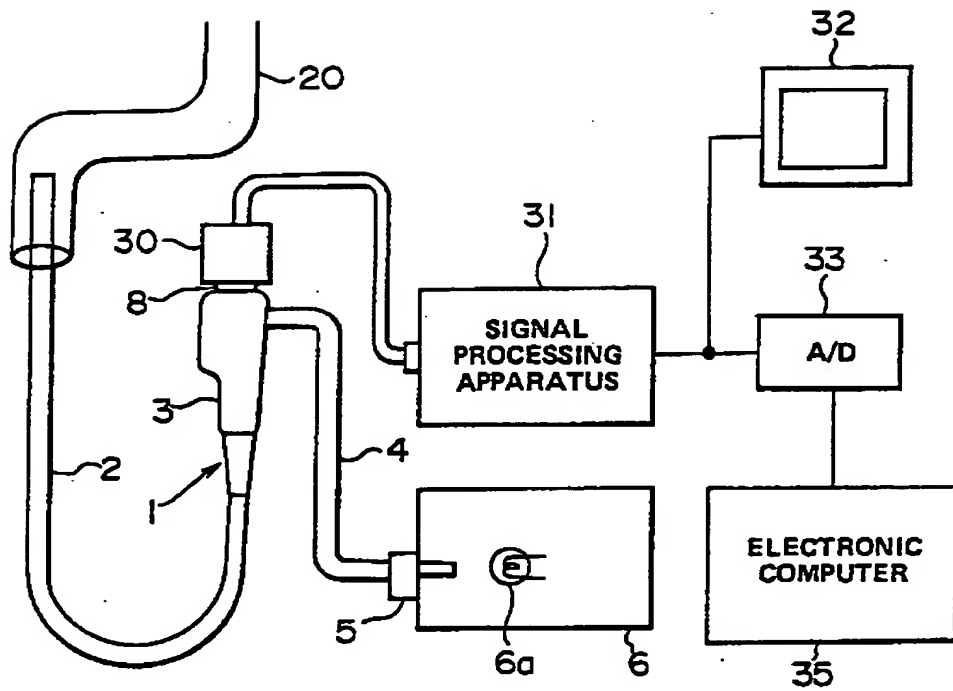 32
20
31
30
33
8
SIGNAL
PROCESSING
APPARATUS
A/D
3
4
2
1
ELECTRONIC
COMPUTER
5
6a
6
35